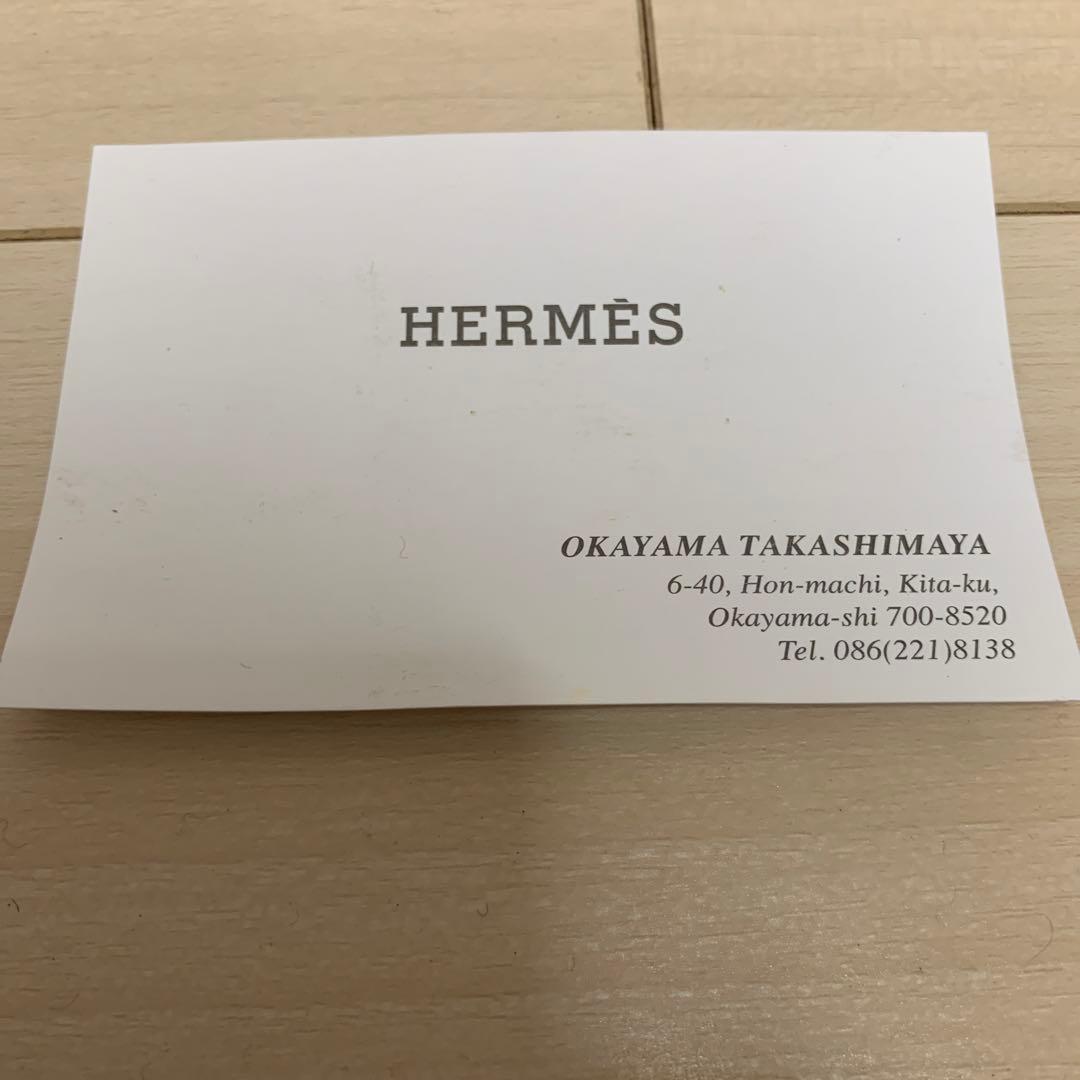 HERMÈS
OKAYAMA TAKASHIMAYA
6-40, Hon-machi, Kita-ku,
Okayama-shi 700-8520
Tel. 086(221)8138